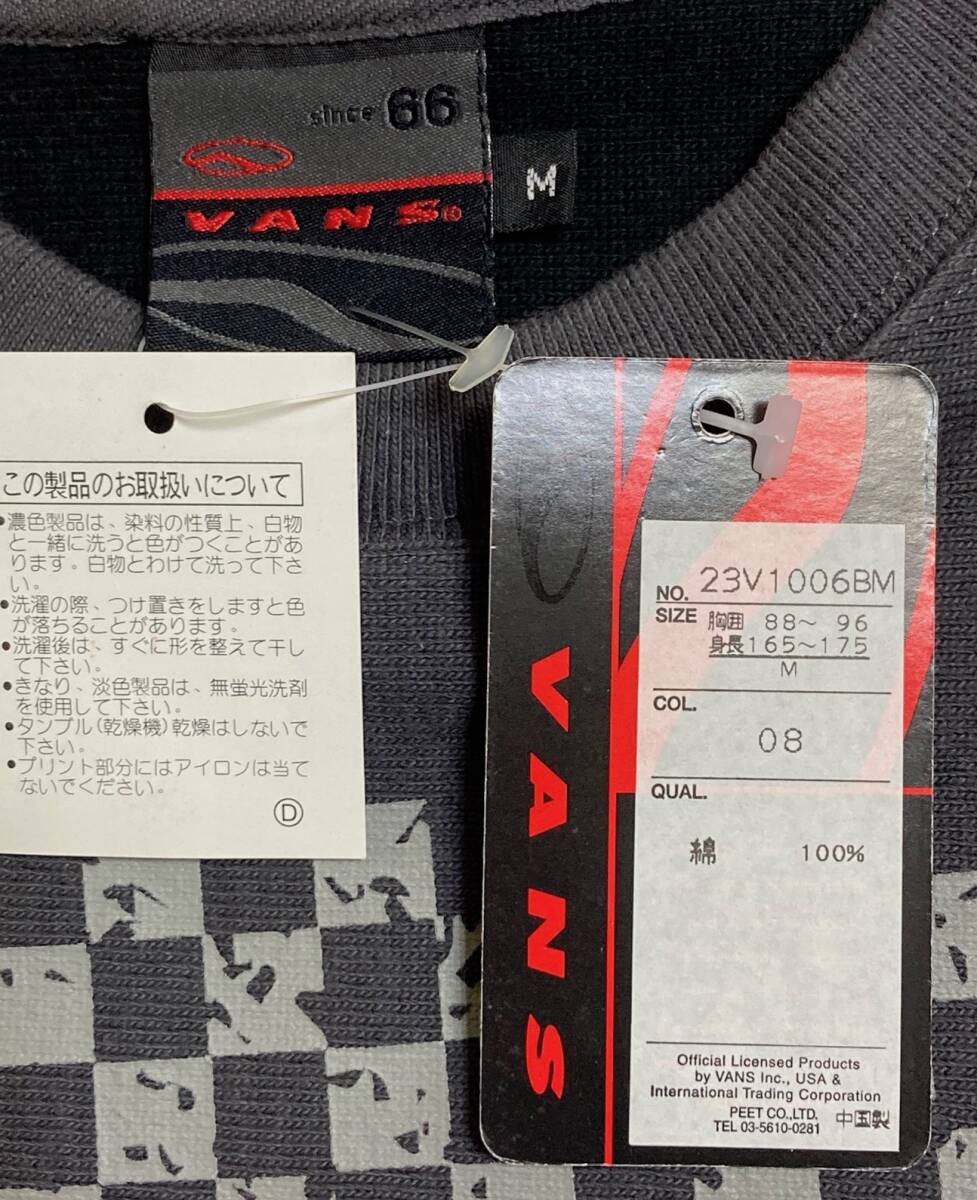 since 66
VANS®
M
この製品のお取扱いについて
•濃色製品は、染料の性質上、白物
と一緒に洗うと色がつくことがあ
ります。白物とわけて洗って下さ
い。
•洗濯の際、つけ置きをしますと色
が落ちることがあります。
•洗濯後は、すぐに形を整えて干し
て下さい。
•きなり、淡色製品は、無蛍光洗剤
を使用して下さい。
•タンブル(乾燥機)乾燥はしないで
下さい。
•プリント部分にはアイロンは当て
ないでください。
Ⓓ
VANS
NO. 23V1006BM
SIZE 胸囲 88～ 96
身長165～175
M
COL.
08
QUAL.
綿 100%
Official Licensed Products
by VANS Inc., USA &
International Trading Corporation
PEET CO.,LTD.
TEL 03-5610-0281 中国製